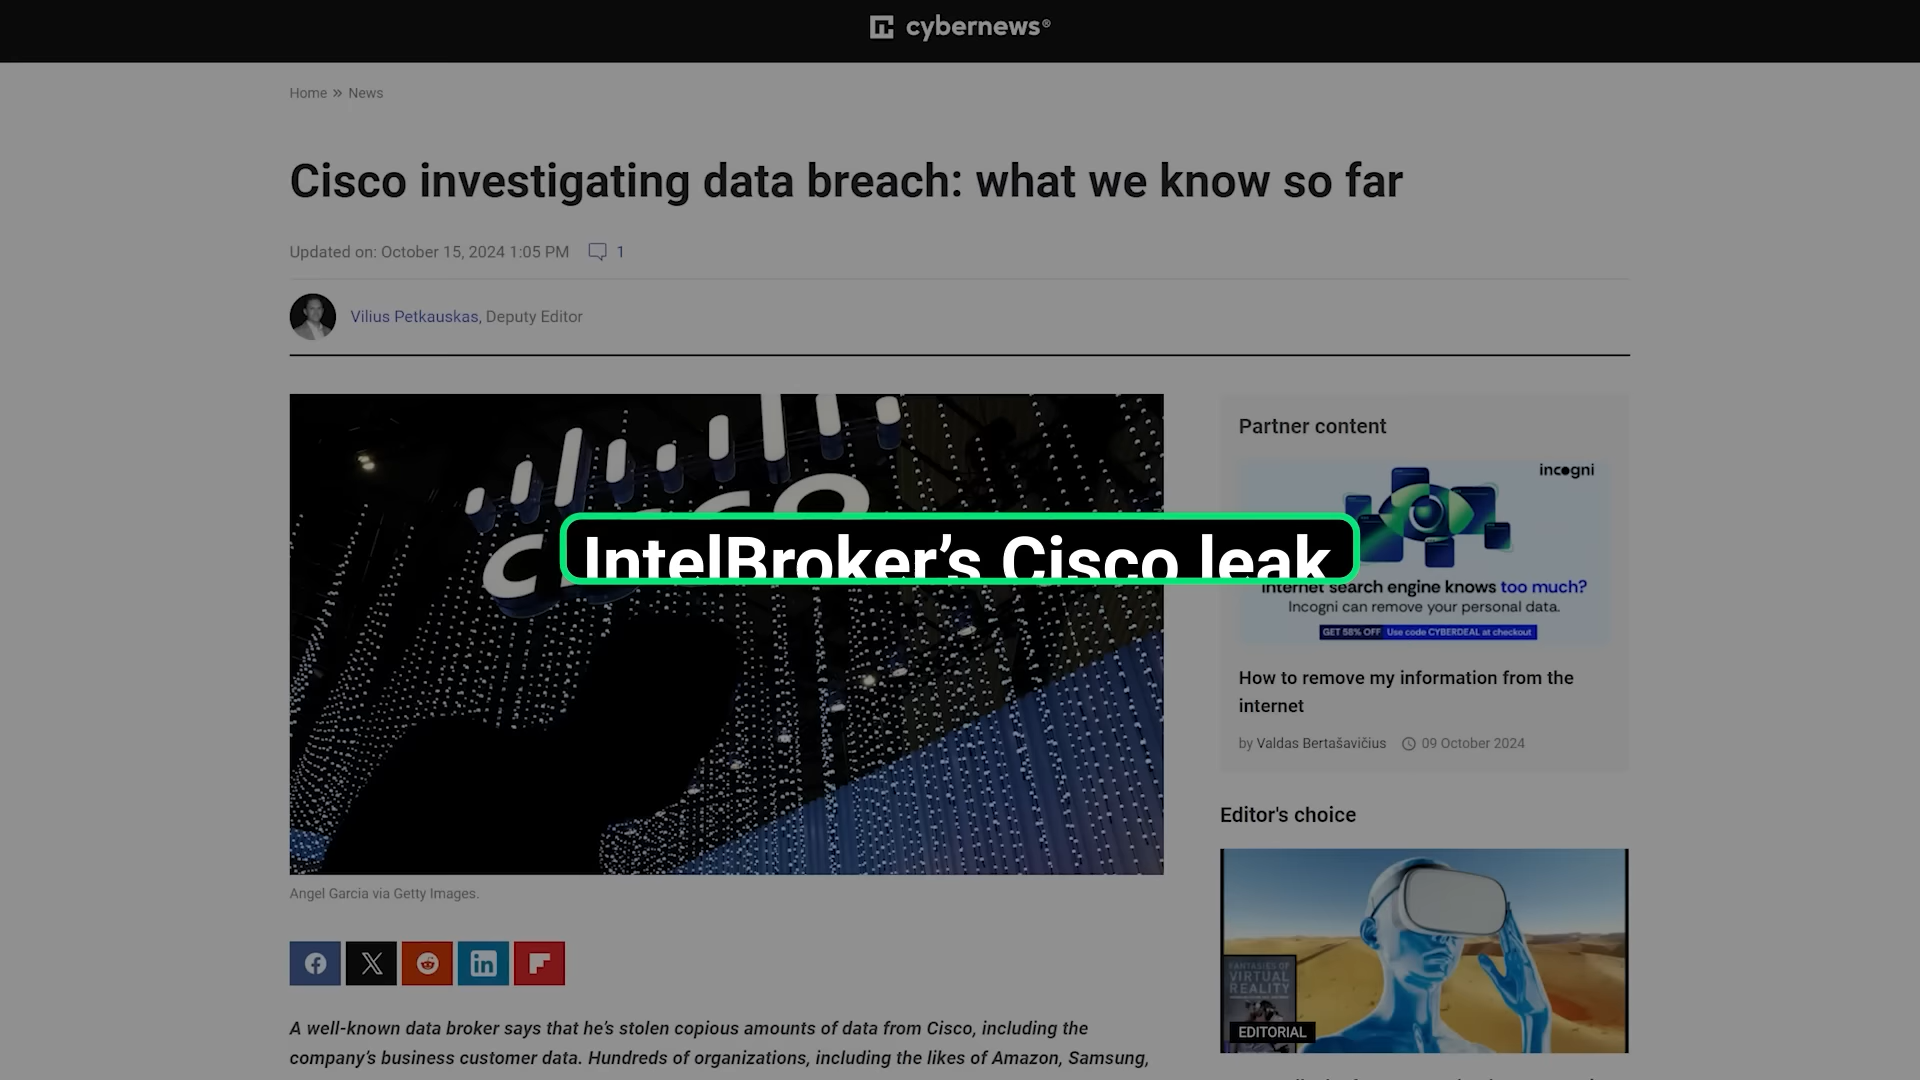 cybernews®
Home » News
Cisco investigating data breach: what we know so far
Updated on: October 15, 2024 1:05 PM 1
Vilius Petkauskas, Deputy Editor
CISCO
IntelBroker’s Cisco leak
Angel Garcia via Getty Images.
A well-known data broker says that he’s stolen copious amounts of data from Cisco, including the
company’s business customer data. Hundreds of organizations, including the likes of Amazon, Samsung,
Partner content
incogni
Internet search engine knows too much?
Incogni can remove your personal data.
GET 58% OFF Use code CYBERDEAL at checkout
How to remove my information from the
internet
by Valdas Bertašavičius 09 October 2024
Editor's choice
FANTASIES OF
VIRTUAL
REALITY
EDITORIAL